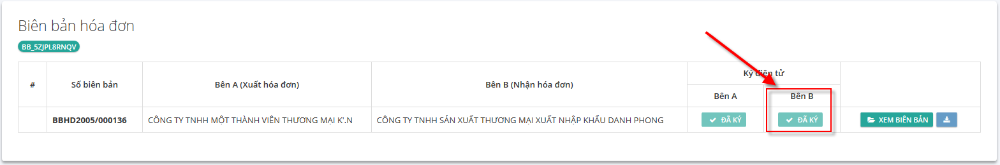 Biên bản hóa đơn
BB_5ZJPL8RNQV
# Số biên bản Bên A (Xuất hóa đơn) Bên B (Nhận hóa đơn) Ký điện tử
Bên A Bên B
BBHD2005/000136 CÔNG TY TNHH MỘT THÀNH VIÊN THƯƠNG MẠI K'.N CÔNG TY TNHH SẢN XUẤT THƯƠNG MẠI XUẤT NHẬP KHẨU DANH PHONG ĐÃ KÝ ĐÃ KÝ XEM BIÊN BẢN